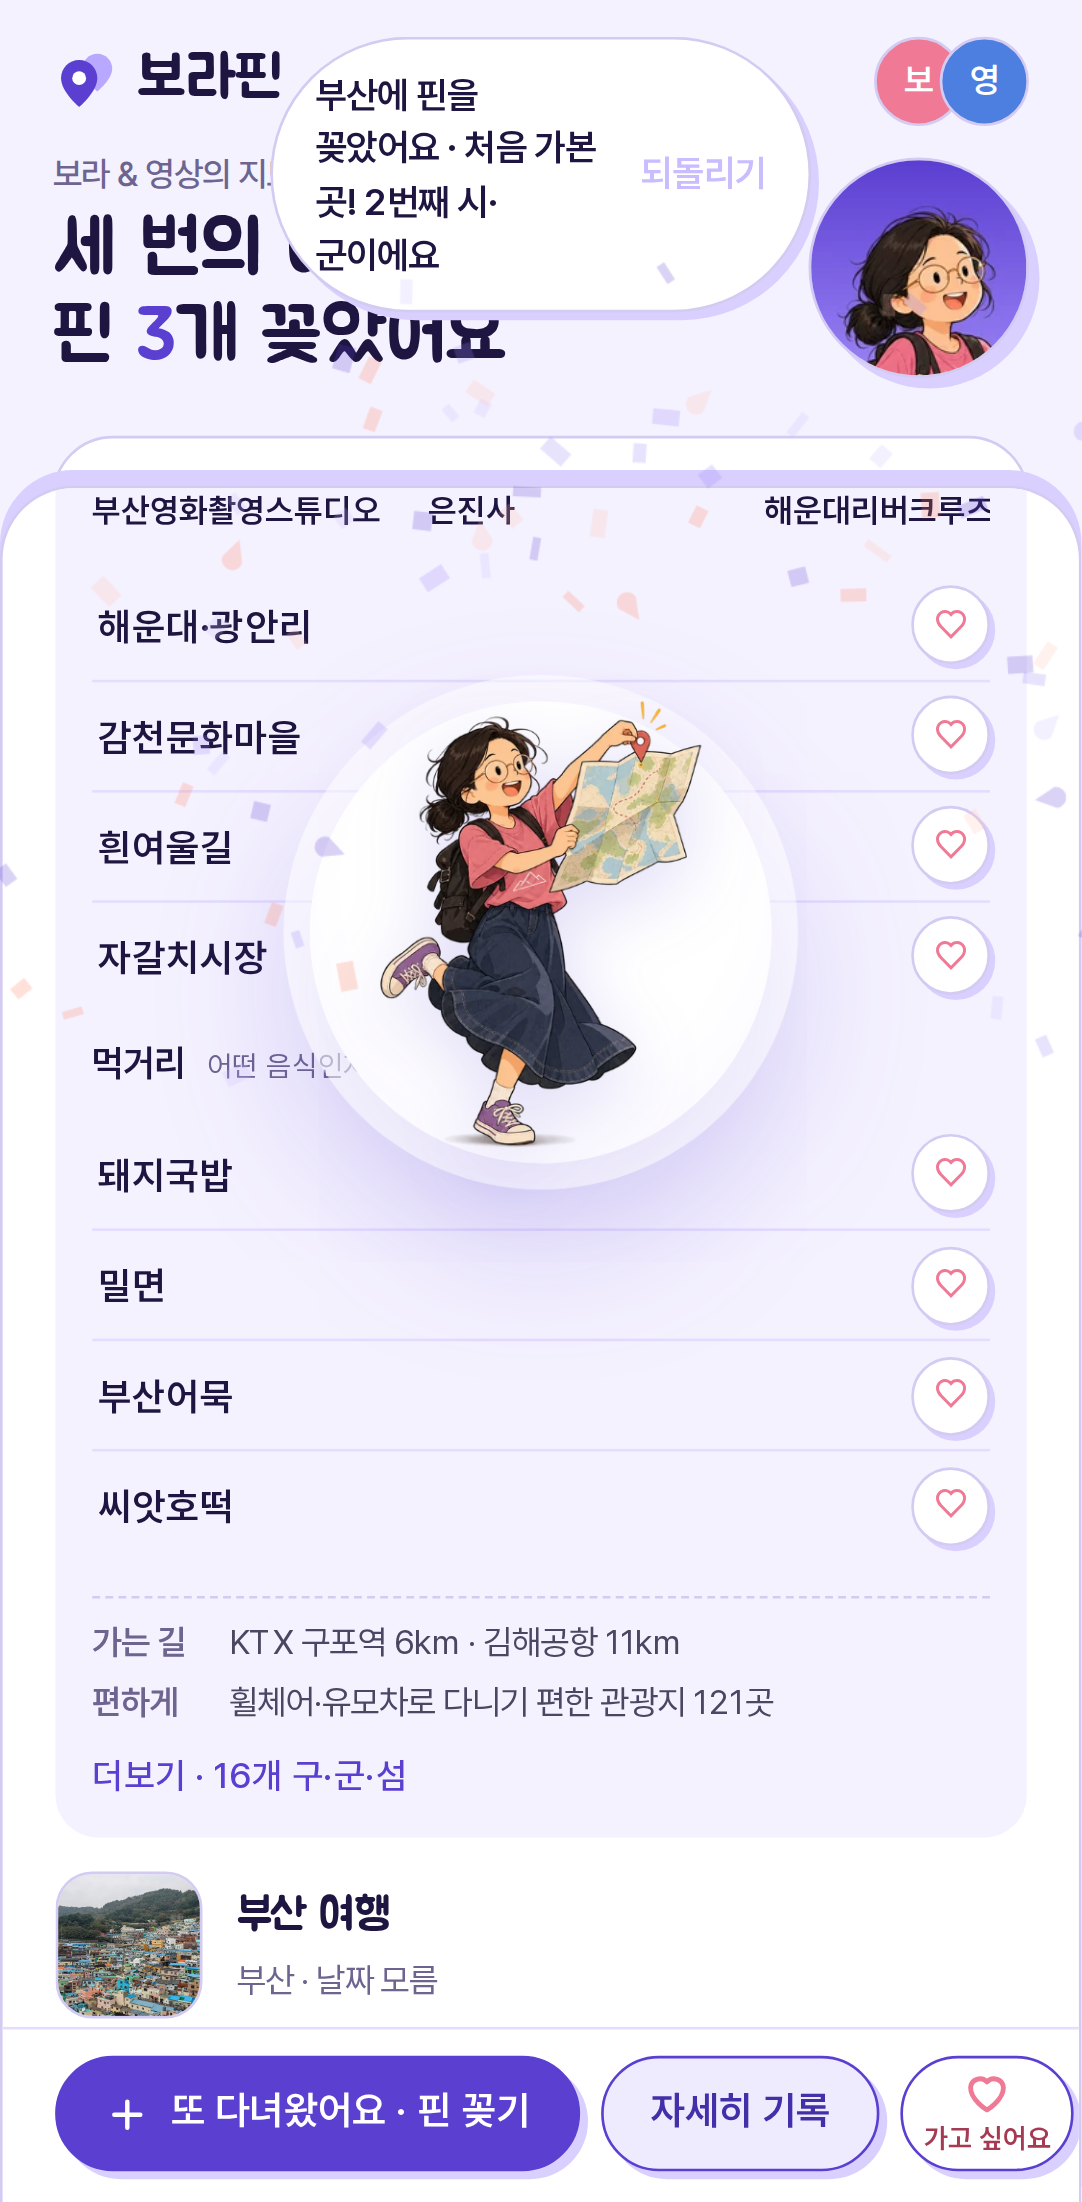 보라핀
보 영
부산에 핀을
꽂았어요 · 처음 가본
곳! 2번째 시·
군이에요
되돌리기
보라 & 영상의
세 번의
핀 3개 꽂았어요
부산영화촬영스튜디오 은진사 해운대리버크루즈
해운대·광안리
감천문화마을
흰여울길
자갈치시장
먹거리 어떤
돼지국밥
밀면
부산어묵
씨앗호떡
가는 길 KTX 구포역 6km · 김해공항 11km
편하게 휠체어·유모차로 다니기 편한 관광지 121곳
더보기 · 16개 구·군·섬
부산 여행
부산 · 날짜 모름
+ 또 다녀왔어요 · 핀 꽂기
자세히 기록
가고 싶어요